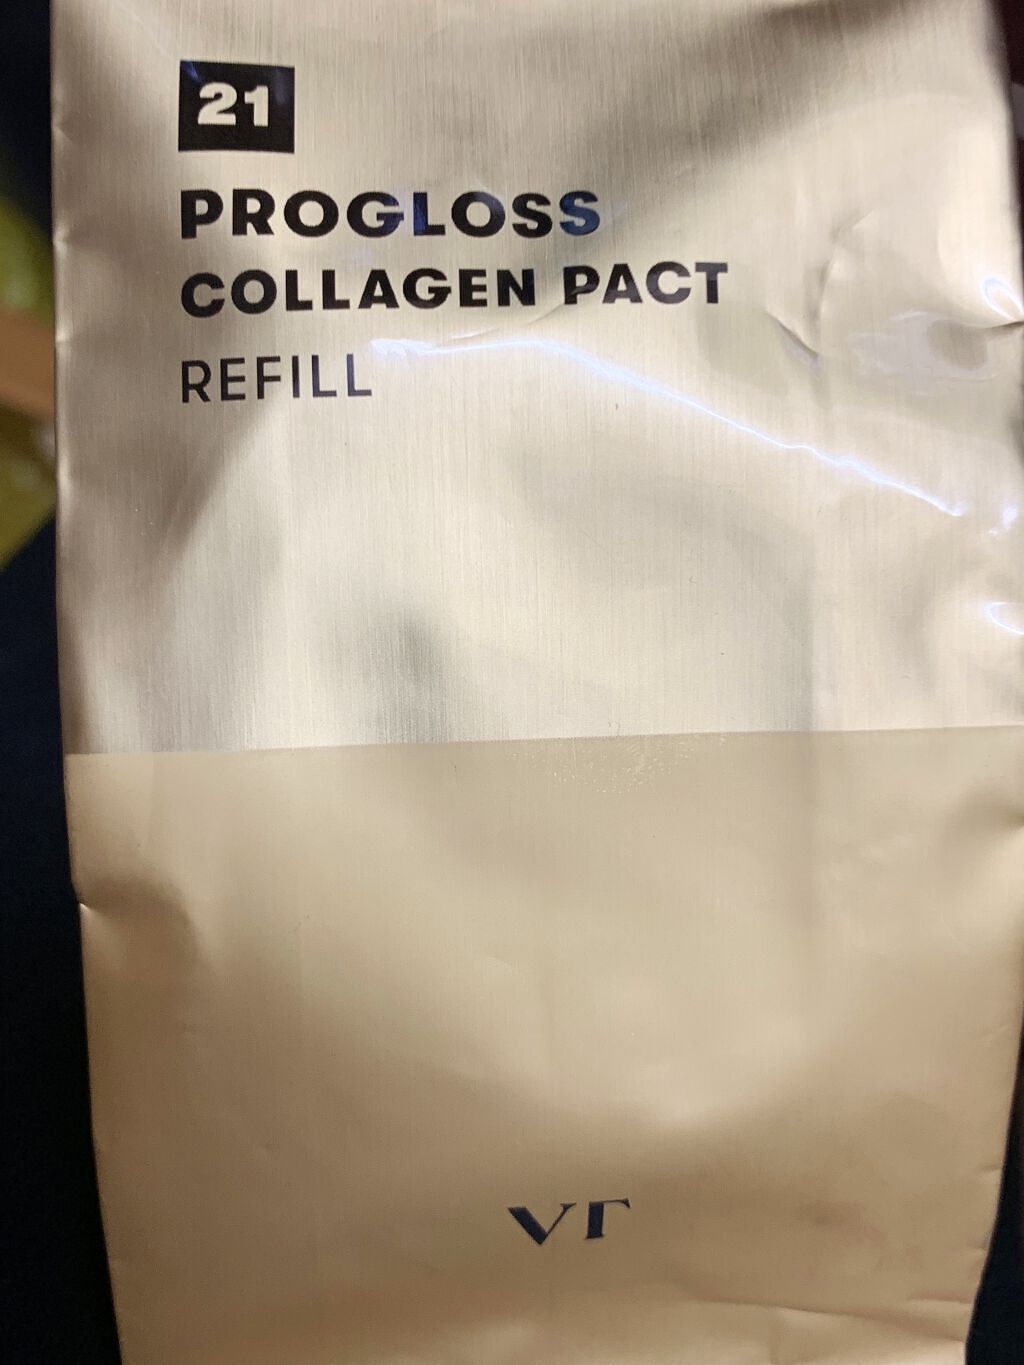 21
PROGLOSS
COLLAGEN PACT
REFILL
VT